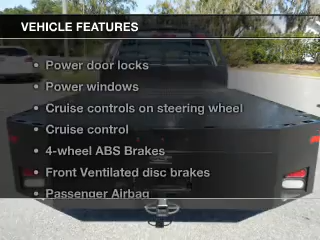 VEHICLE FEATURES
• Power door locks
• Power windows
• Cruise controls on steering wheel
• Cruise control
• 4-wheel ABS Brakes
• Front Ventilated disc brakes
• Passenger Airbag